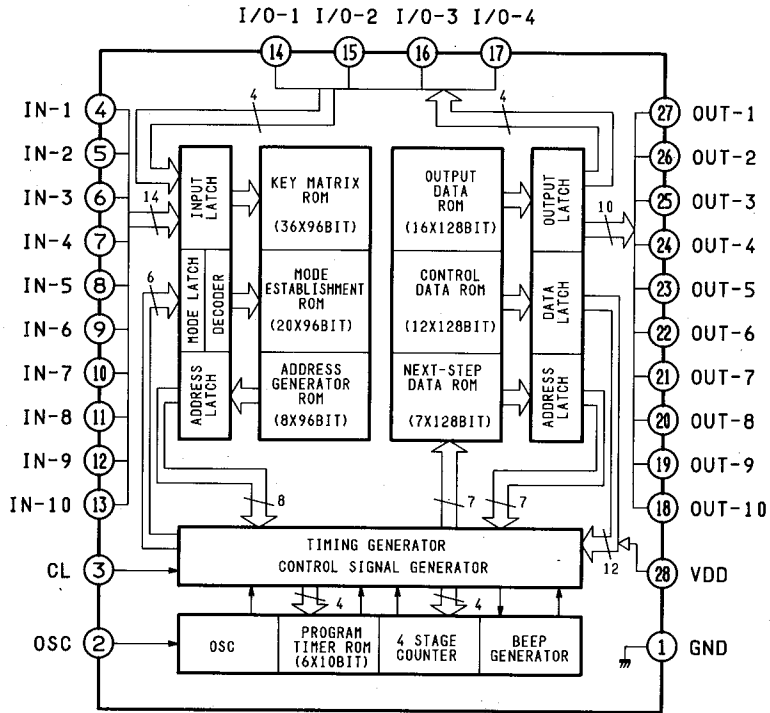 I/O-1 I/O-2 I/O-3 I/O-4
14 15 16 17
4 4
IN-1 4
IN-2 5
IN-3 6
IN-4 7
IN-5 8
IN-6 9
IN-7 10
IN-8 11
IN-9 12
IN-10 13
CL 3
OSC 2
14
6
INPUT LATCH
MODE LATCH
DECODER
ADDRESS LATCH
KEY MATRIX
ROM
(36X96BIT)
MODE
ESTABLISHMENT
ROM
(20X96BIT)
ADDRESS
GENERATOR
ROM
(8X96BIT)
OUTPUT
DATA
ROM
(16X128BIT)
CONTROL
DATA ROM
(12X128BIT)
NEXT-STEP
DATA ROM
(7X128BIT)
OUTPUT LATCH
DATA LATCH
ADDRESS LATCH
10
27 OUT-1
26 OUT-2
25 OUT-3
24 OUT-4
23 OUT-5
22 OUT-6
21 OUT-7
20 OUT-8
19 OUT-9
18 OUT-10
28 VDD
1 GND
8 7 7
12
TIMING GENERATOR
CONTROL SIGNAL GENERATOR
4 4
OSC
PROGRAM
TIMER ROM
(6X10BIT)
4 STAGE
COUNTER
BEEP
GENERATOR